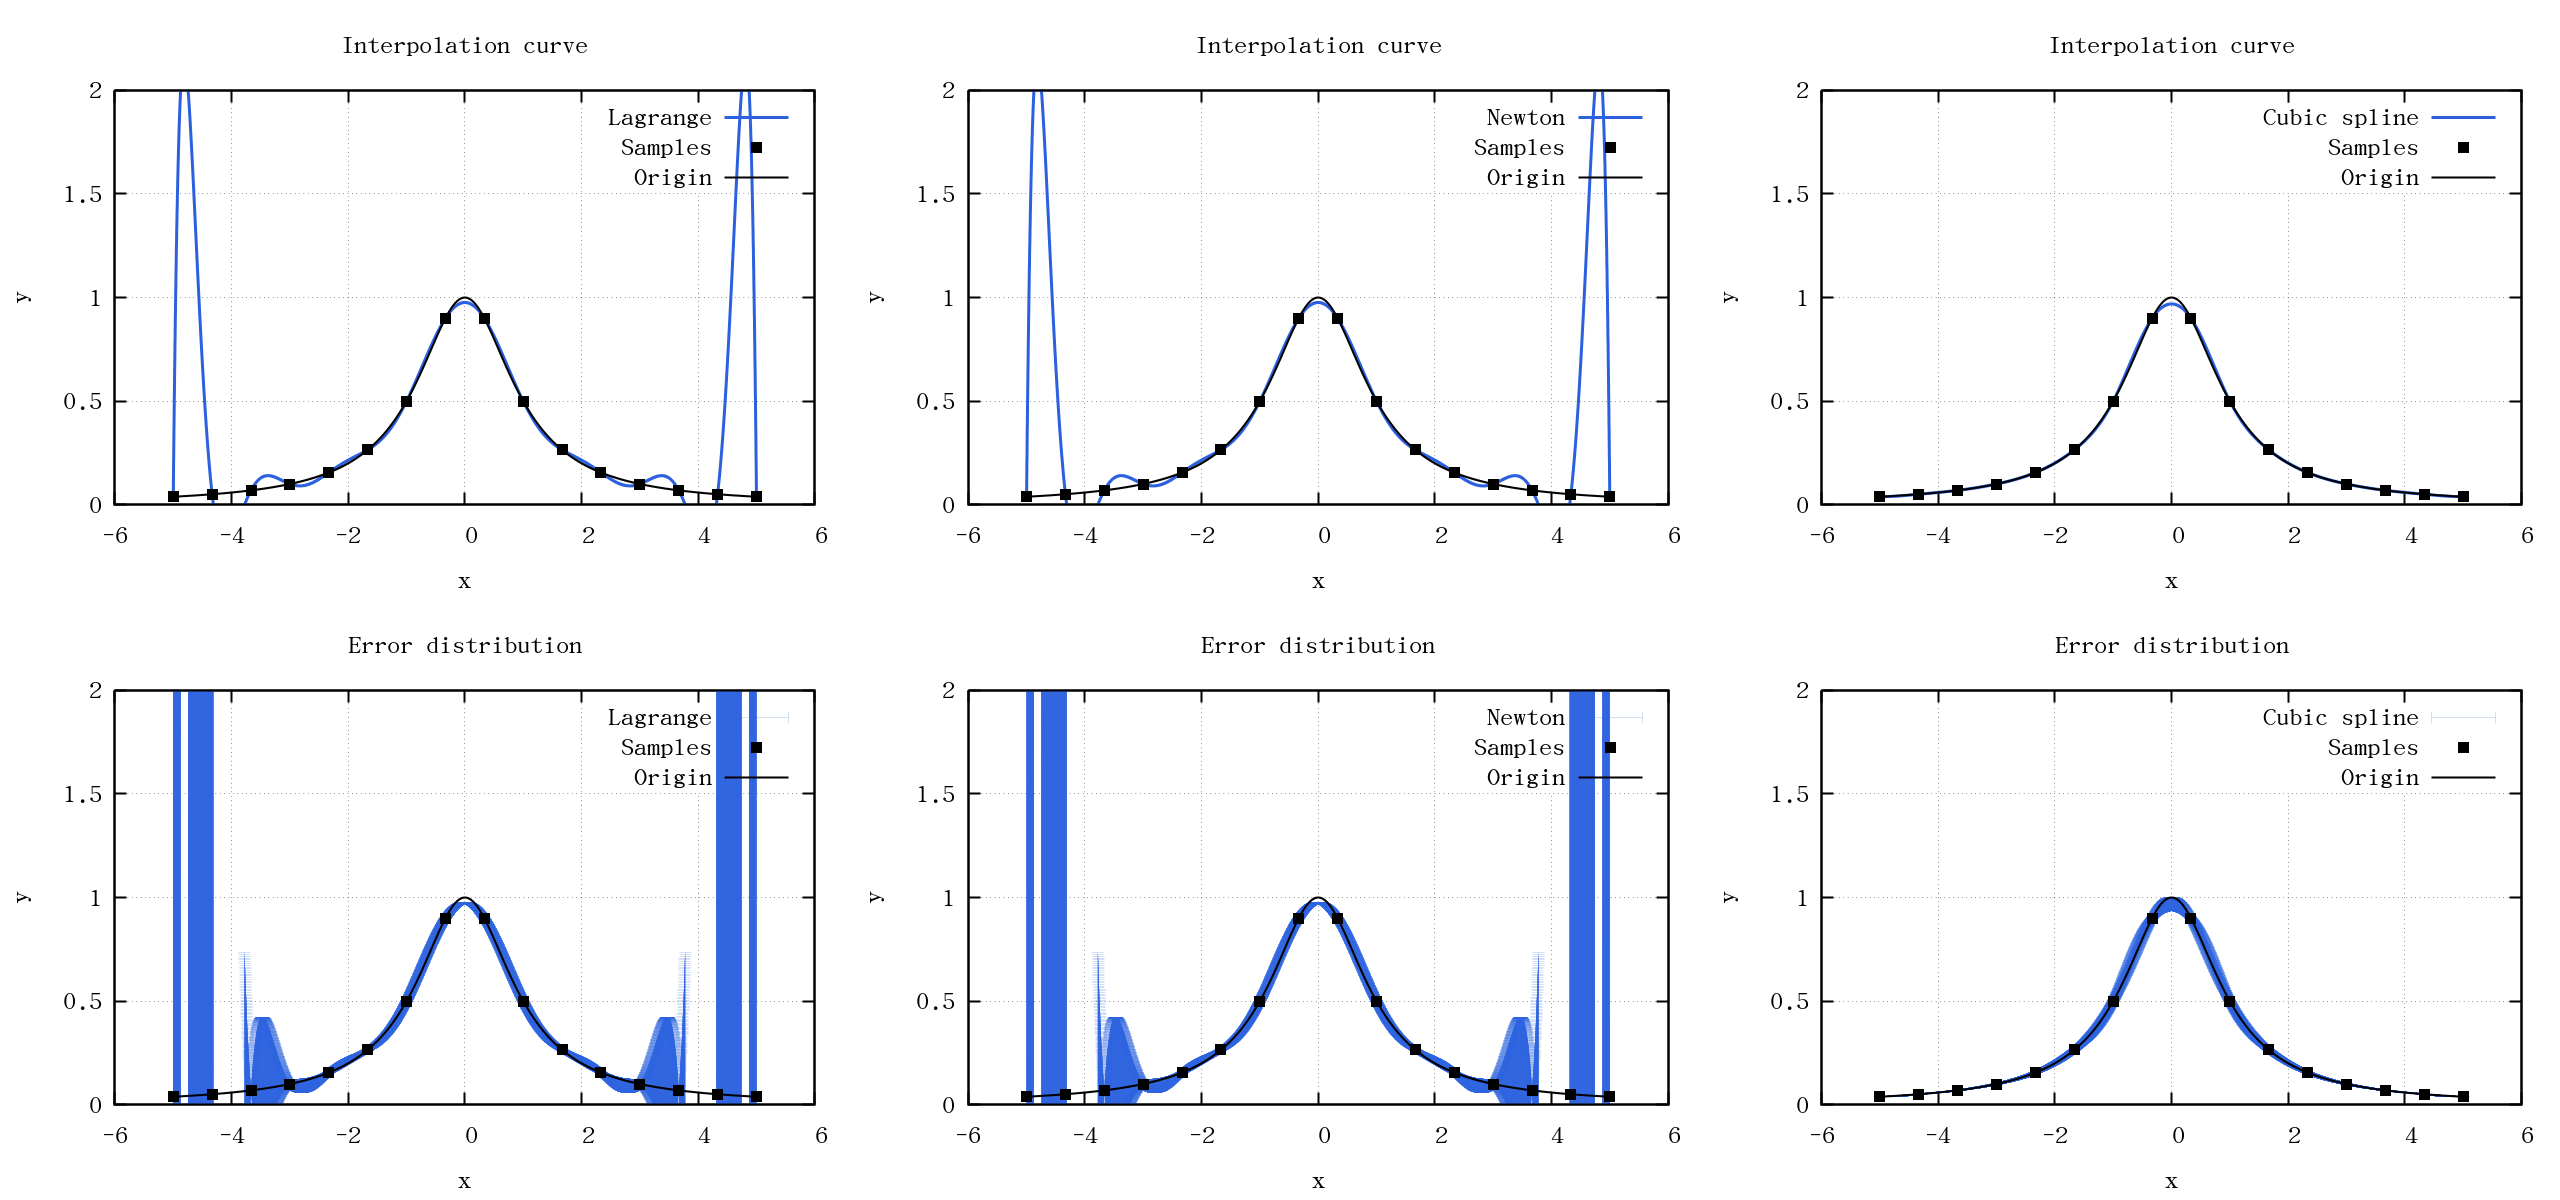 Interpolation curve
2
1.5
1
0.5
0
y
-6 -4 -2 0 2 4 6
x
Lagrange
Samples
Origin
Interpolation curve
2
1.5
1
0.5
0
y
-6 -4 -2 0 2 4 6
x
Newton
Samples
Origin
Interpolation curve
2
1.5
1
0.5
0
y
-6 -4 -2 0 2 4 6
x
Cubic spline
Samples
Origin
Error distribution
2
1.5
1
0.5
0
y
-6 -4 -2 0 2 4 6
x
Lagrange
Samples
Origin
Error distribution
2
1.5
1
0.5
0
y
-6 -4 -2 0 2 4 6
x
Newton
Samples
Origin
Error distribution
2
1.5
1
0.5
0
y
-6 -4 -2 0 2 4 6
x
Cubic spline
Samples
Origin